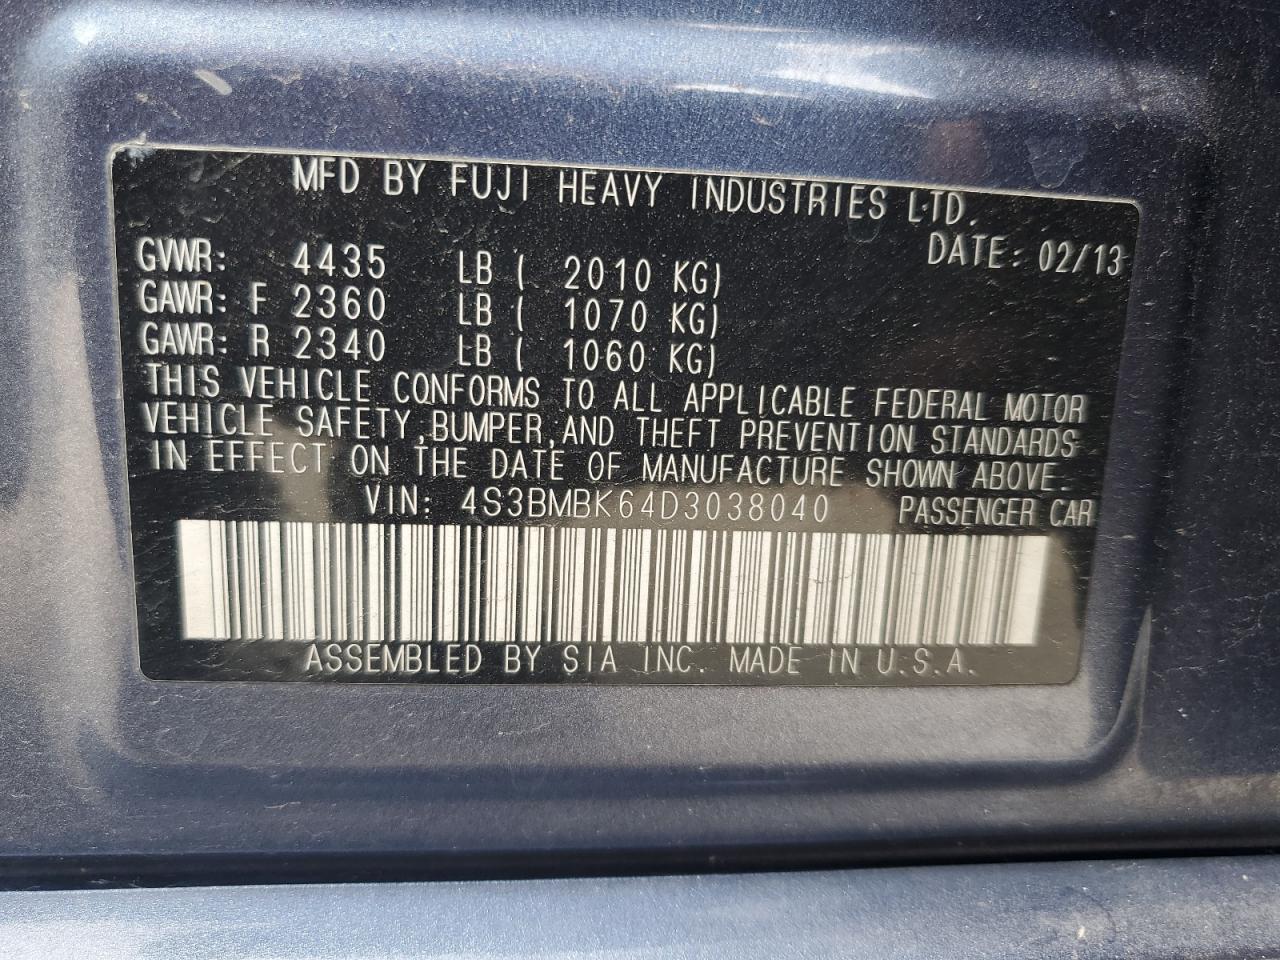 MFD BY FUJI HEAVY INDUSTRIES LTD.
DATE: 02/13
GVWR: 4435 LB ( 2010 KG)
GAWR: F 2360 LB ( 1070 KG)
GAWR: R 2340 LB ( 1060 KG)
THIS VEHICLE CONFORMS TO ALL APPLICABLE FEDERAL MOTOR
VEHICLE SAFETY,BUMPER,AND THEFT PREVENTION STANDARDS
IN EFFECT ON THE DATE OF MANUFACTURE SHOWN ABOVE.
VIN: 4S3BMBK64D3038040 PASSENGER CAR
ASSEMBLED BY SIA INC. MADE IN U.S.A.